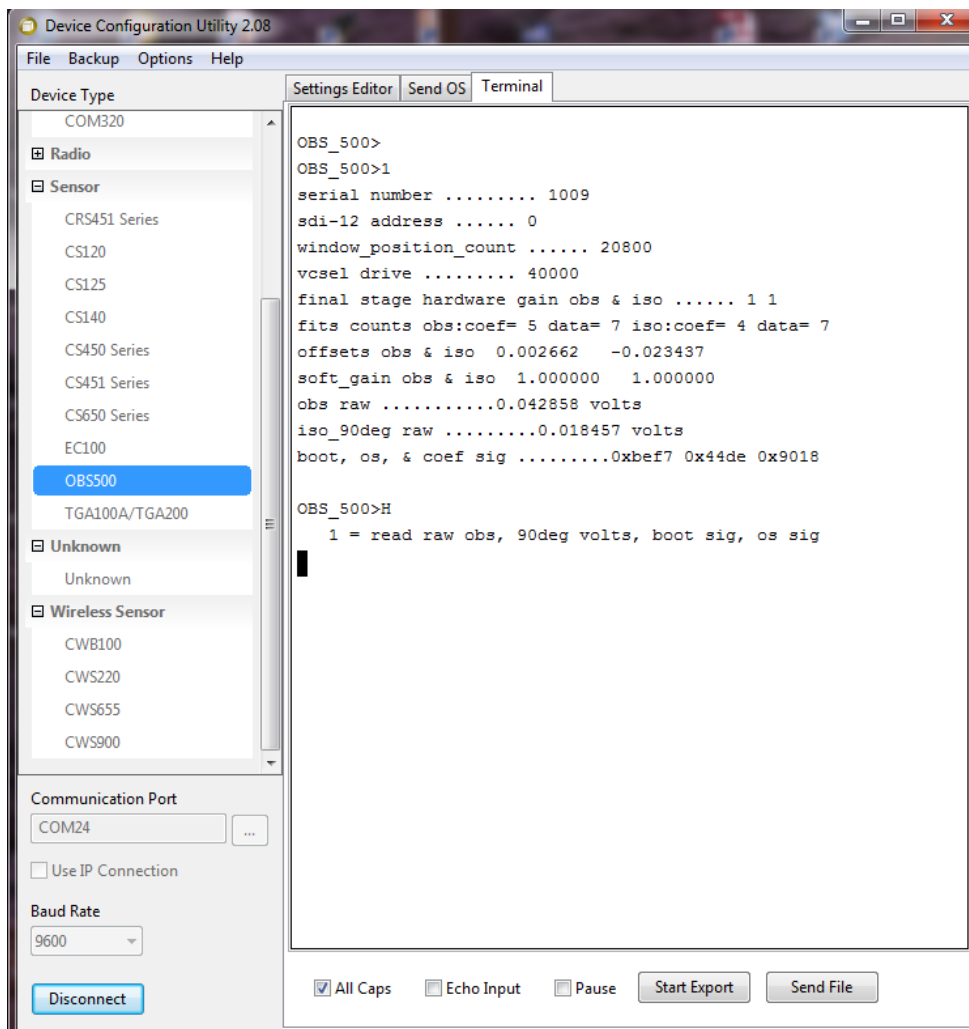 Device Configuration Utility 2.08
File Backup Options Help
Device Type
COM320
Radio
Sensor
CRS451 Series
CS120
CS125
CS140
CS450 Series
CS451 Series
CS650 Series
EC100
OBS500
TGA100A/TGA200
Unknown
Unknown
Wireless Sensor
CWB100
CWS220
CWS655
CWS900
Communication Port
COM24
...
Use IP Connection
Baud Rate
9600
Disconnect
Settings Editor Send OS Terminal
OBS_500>
OBS_500>1
serial number ......... 1009
sdi-12 address ...... 0
window_position_count ...... 20800
vcsel drive ......... 40000
final stage hardware gain obs & iso ...... 1 1
fits counts obs:coef= 5 data= 7 iso:coef= 4 data= 7
offsets obs & iso  0.002662   -0.023437
soft_gain obs & iso  1.000000   1.000000
obs raw ...........0.042858 volts
iso_90deg raw .........0.018457 volts
boot, os, & coef sig .........0xbef7 0x44de 0x9018
OBS_500>H
1 = read raw obs, 90deg volts, boot sig, os sig
All Caps Echo Input Pause Start Export Send File